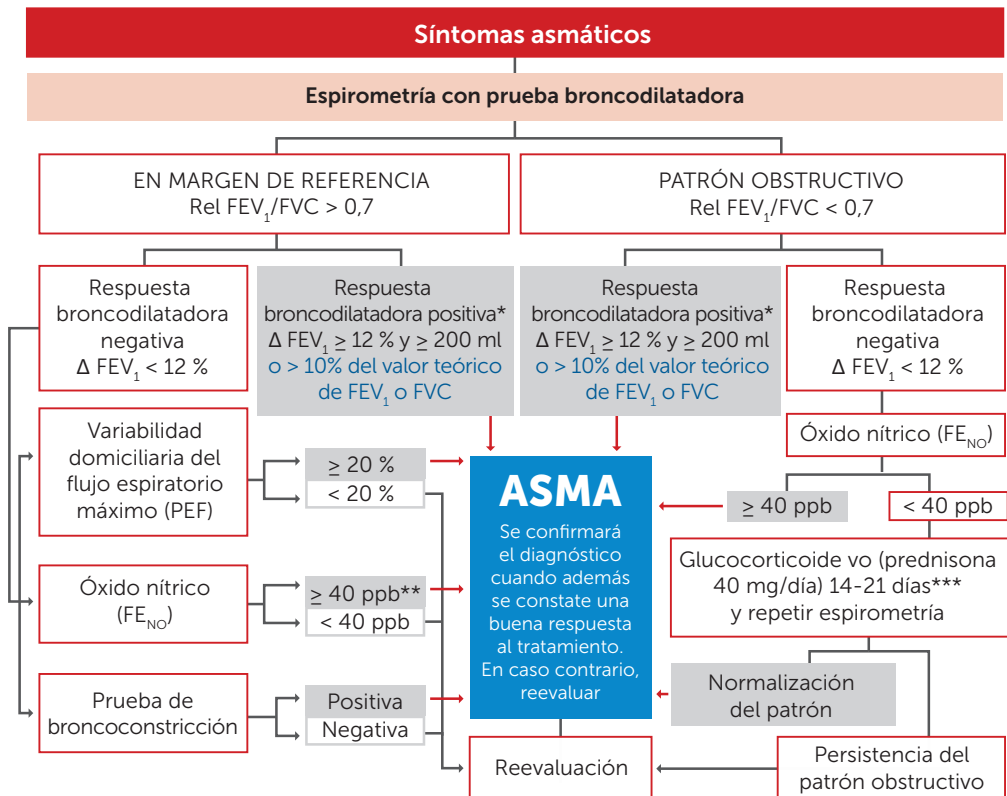 Síntomas asmáticos
Espirometría con prueba broncodilatadora
EN MARGEN DE REFERENCIA
Rel FEV₁/FVC > 0,7
PATRÓN OBSTRUCTIVO
Rel FEV₁/FVC < 0,7
Respuesta
broncodilatadora
negativa
Δ FEV₁ < 12 %
Respuesta
broncodilatadora positiva*
Δ FEV₁ ≥ 12 % y ≥ 200 ml
o > 10% del valor teórico
de FEV₁ o FVC
Respuesta
broncodilatadora positiva*
Δ FEV₁ ≥ 12 % y ≥ 200 ml
o > 10% del valor teórico
de FEV₁ o FVC
Respuesta
broncodilatadora
negativa
Δ FEV₁ < 12 %
Variabilidad
domiciliaria del
flujo espiratorio
máximo (PEF)
≥ 20 %
< 20 %
Óxido nítrico
(FE_NO)
≥ 40 ppb**
< 40 ppb
Prueba de
broncoconstricción
Positiva
Negativa
ASMA
Se confirmará
el diagnóstico
cuando además
se constate una
buena respuesta
al tratamiento.
En caso contrario,
reevaluar
Reevaluación
Óxido nítrico (FE_NO)
≥ 40 ppb
< 40 ppb
Glucocorticoide vo (prednisona
40 mg/día) 14-21 días***
y repetir espirometría
Normalización
del patrón
Persistencia del
patrón obstructivo